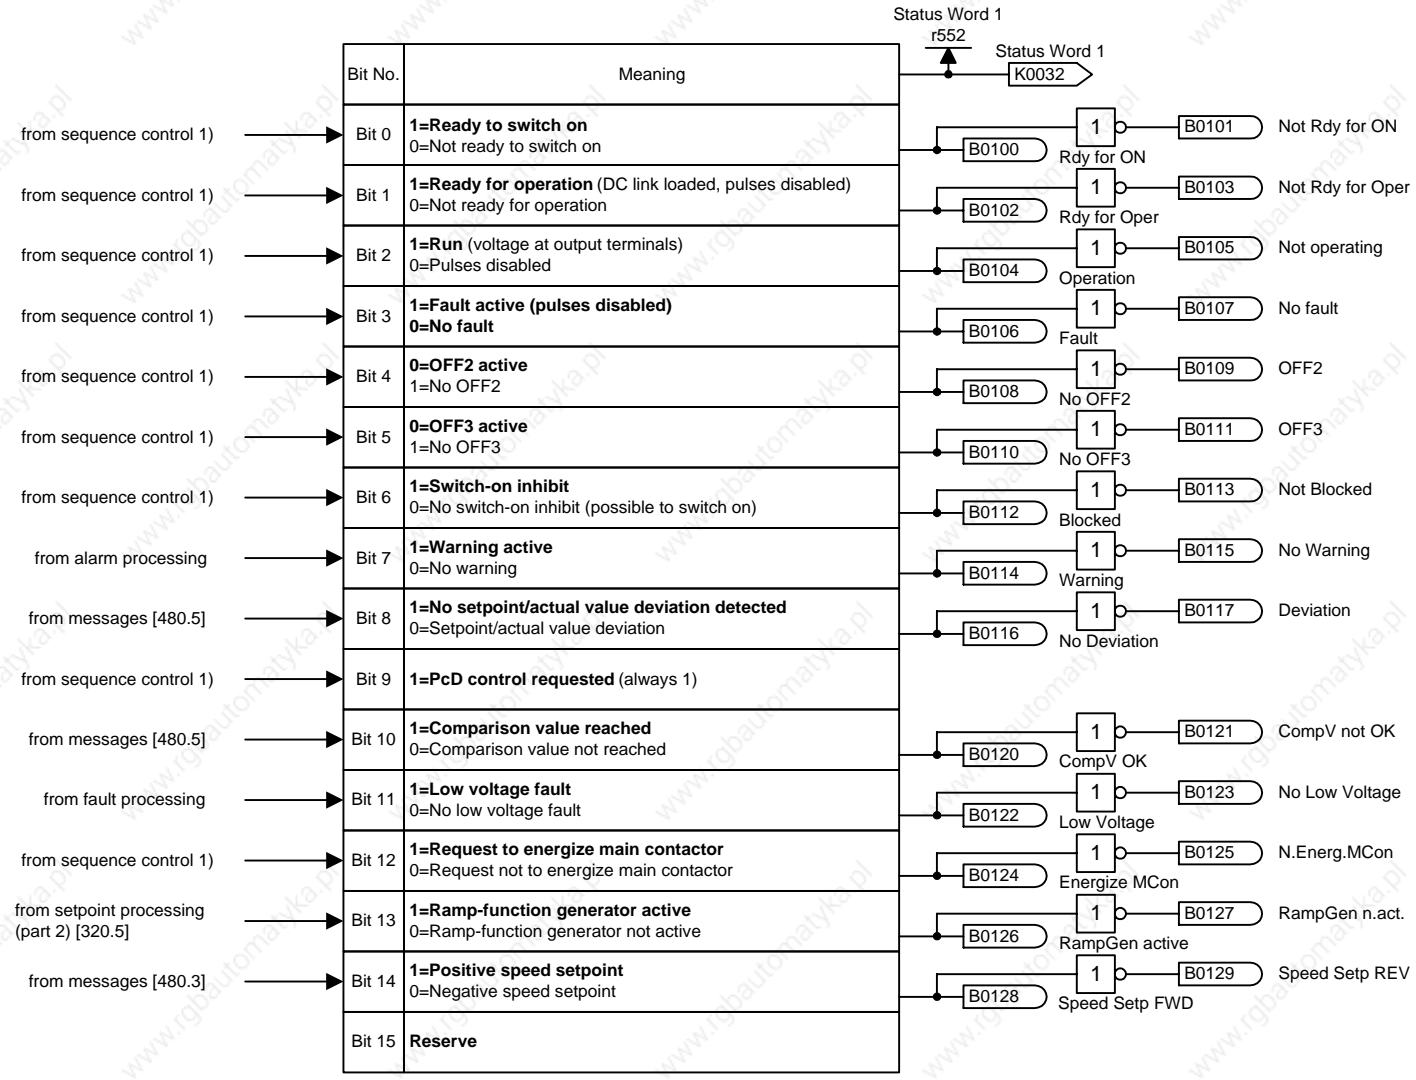 Status Word 1
r552
Status Word 1
K0032
Bit No. Meaning
from sequence control 1) Bit 0 1=Ready to switch on
0=Not ready to switch on
B0100 1 Rdy for ON B0101 Not Rdy for ON
from sequence control 1) Bit 1 1=Ready for operation (DC link loaded, pulses disabled)
0=Not ready for operation
B0102 1 Rdy for Oper B0103 Not Rdy for Oper
from sequence control 1) Bit 2 1=Run (voltage at output terminals)
0=Pulses disabled
B0104 1 Operation B0105 Not operating
from sequence control 1) Bit 3 1=Fault active (pulses disabled)
0=No fault
B0106 1 Fault B0107 No fault
from sequence control 1) Bit 4 0=OFF2 active
1=No OFF2
B0108 1 No OFF2 B0109 OFF2
from sequence control 1) Bit 5 0=OFF3 active
1=No OFF3
B0110 1 No OFF3 B0111 OFF3
from sequence control 1) Bit 6 1=Switch-on inhibit
0=No switch-on inhibit (possible to switch on)
B0112 1 Blocked B0113 Not Blocked
from alarm processing Bit 7 1=Warning active
0=No warning
B0114 1 Warning B0115 No Warning
from messages [480.5] Bit 8 1=No setpoint/actual value deviation detected
0=Setpoint/actual value deviation
B0116 1 No Deviation B0117 Deviation
from sequence control 1) Bit 9 1=PcD control requested (always 1)
from messages [480.5] Bit 10 1=Comparison value reached
0=Comparison value not reached
B0120 1 CompV OK B0121 CompV not OK
from fault processing Bit 11 1=Low voltage fault
0=No low voltage fault
B0122 1 Low Voltage B0123 No Low Voltage
from sequence control 1) Bit 12 1=Request to energize main contactor
0=Request not to energize main contactor
B0124 1 Energize MCon B0125 N.Energ.MCon
from setpoint processing
(part 2) [320.5] Bit 13 1=Ramp-function generator active
0=Ramp-function generator not active
B0126 1 RampGen active B0127 RampGen n.act.
from messages [480.3] Bit 14 1=Positive speed setpoint
0=Negative speed setpoint
B0128 1 Speed Setp FWD B0129 Speed Setp REV
Bit 15 Reserve
www.rgbautomatyka.pl